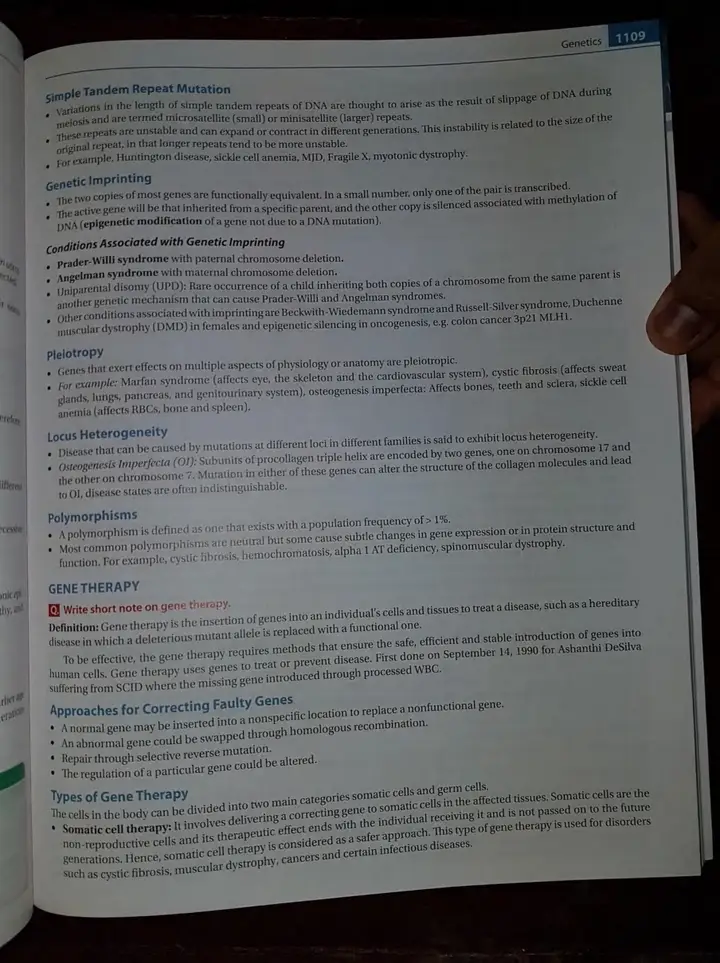 Genetics 1109
Simple Tandem Repeat Mutation
• Variations in the length of simple tandem repeats of DNA are thought to arise as the result of slippage of DNA during
meiosis and are termed microsatellite (small) or minisatellite (larger) repeats.
• These repeats are unstable and can expand or contract in different generations. This instability is related to the size of the
original repeat, in that longer repeats tend to be more unstable.
• For example, Huntington disease, sickle cell anemia, MJD, Fragile X, myotonic dystrophy.
Genetic Imprinting
• The two copies of most genes are functionally equivalent. In a small number, only one of the pair is transcribed.
• The active gene will be that inherited from a specific parent, and the other copy is silenced associated with methylation of
DNA (epigenetic modification of a gene not due to a DNA mutation).
Conditions Associated with Genetic Imprinting
• Prader-Willi syndrome with paternal chromosome deletion.
• Angelman syndrome with maternal chromosome deletion.
• Uniparental disomy (UPD): Rare occurrence of a child inheriting both copies of a chromosome from the same parent is
another genetic mechanism that can cause Prader-Willi and Angelman syndromes.
• Other conditions associated with imprinting are Beckwith-Wiedemann syndrome and Russell-Silver syndrome, Duchenne
muscular dystrophy (DMD) in females and epigenetic silencing in oncogenesis, e.g. colon cancer 3p21 MLH1.
Pleiotropy
• Genes that exert effects on multiple aspects of physiology or anatomy are pleiotropic.
• For example: Marfan syndrome (affects eye, the skeleton and the cardiovascular system), cystic fibrosis (affects sweat
glands, lungs, pancreas, and genitourinary system), osteogenesis imperfecta: Affects bones, teeth and sclera, sickle cell
anemia (affects RBCs, bone and spleen).
Locus Heterogeneity
• Disease that can be caused by mutations at different loci in different families is said to exhibit locus heterogeneity.
• Osteogenesis Imperfecta (OI): Subunits of procollagen triple helix are encoded by two genes, one on chromosome 17 and
the other on chromosome 7. Mutation in either of these genes can alter the structure of the collagen molecules and lead
to OI, disease states are often indistinguishable.
Polymorphisms
• A polymorphism is defined as one that exists with a population frequency of > 1%.
• Most common polymorphisms are neutral but some cause subtle changes in gene expression or in protein structure and
function. For example, cystic fibrosis, hemochromatosis, alpha 1 AT deficiency, spinomuscular dystrophy.
GENE THERAPY
Q. Write short note on gene therapy.
Definition: Gene therapy is the insertion of genes into an individual's cells and tissues to treat a disease, such as a hereditary
disease in which a deleterious mutant allele is replaced with a functional one.
To be effective, the gene therapy requires methods that ensure the safe, efficient and stable introduction of genes into
human cells. Gene therapy uses genes to treat or prevent disease. First done on September 14, 1990 for Ashanthi DeSilva
suffering from SCID where the missing gene introduced through processed WBC.
Approaches for Correcting Faulty Genes
• A normal gene may be inserted into a nonspecific location to replace a nonfunctional gene.
• An abnormal gene could be swapped through homologous recombination.
• Repair through selective reverse mutation.
• The regulation of a particular gene could be altered.
Types of Gene Therapy
The cells in the body can be divided into two main categories somatic cells and germ cells.
• Somatic cell therapy: It involves delivering a correcting gene to somatic cells in the affected tissues. Somatic cells are the
non-reproductive cells and its therapeutic effect ends with the individual receiving it and is not passed on to the future
generations. Hence, somatic cell therapy is considered as a safer approach. This type of gene therapy is used for disorders
such as cystic fibrosis, muscular dystrophy, cancers and certain infectious diseases.